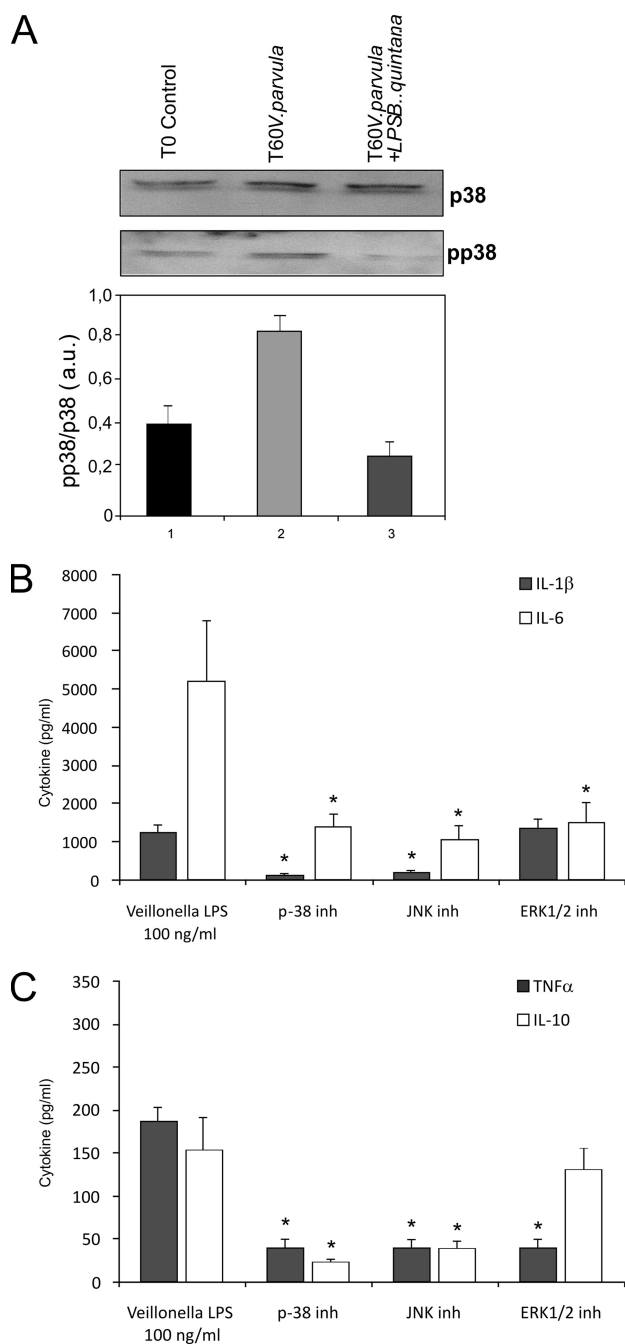 A
T0 Control
T60V.parvula
T60V.parvula
+LPSB..quintana
p38
pp38
pp38/p38 ( a.u.)
1,0
0,8
0,6
0,4
0,2
0
1 2 3
B
Cytokine (pg/ml)
8000
7000
6000
5000
4000
3000
2000
1000
0
IL-1β
IL-6
* * * * *
Veillonella LPS
100 ng/ml
p-38 inh
JNK inh
ERK1/2 inh
C
Cytokine (pg/ml)
350
300
250
200
150
100
50
0
TNFα
IL-10
* * * * *
Veillonella LPS
100 ng/ml
p-38 inh
JNK inh
ERK1/2 inh